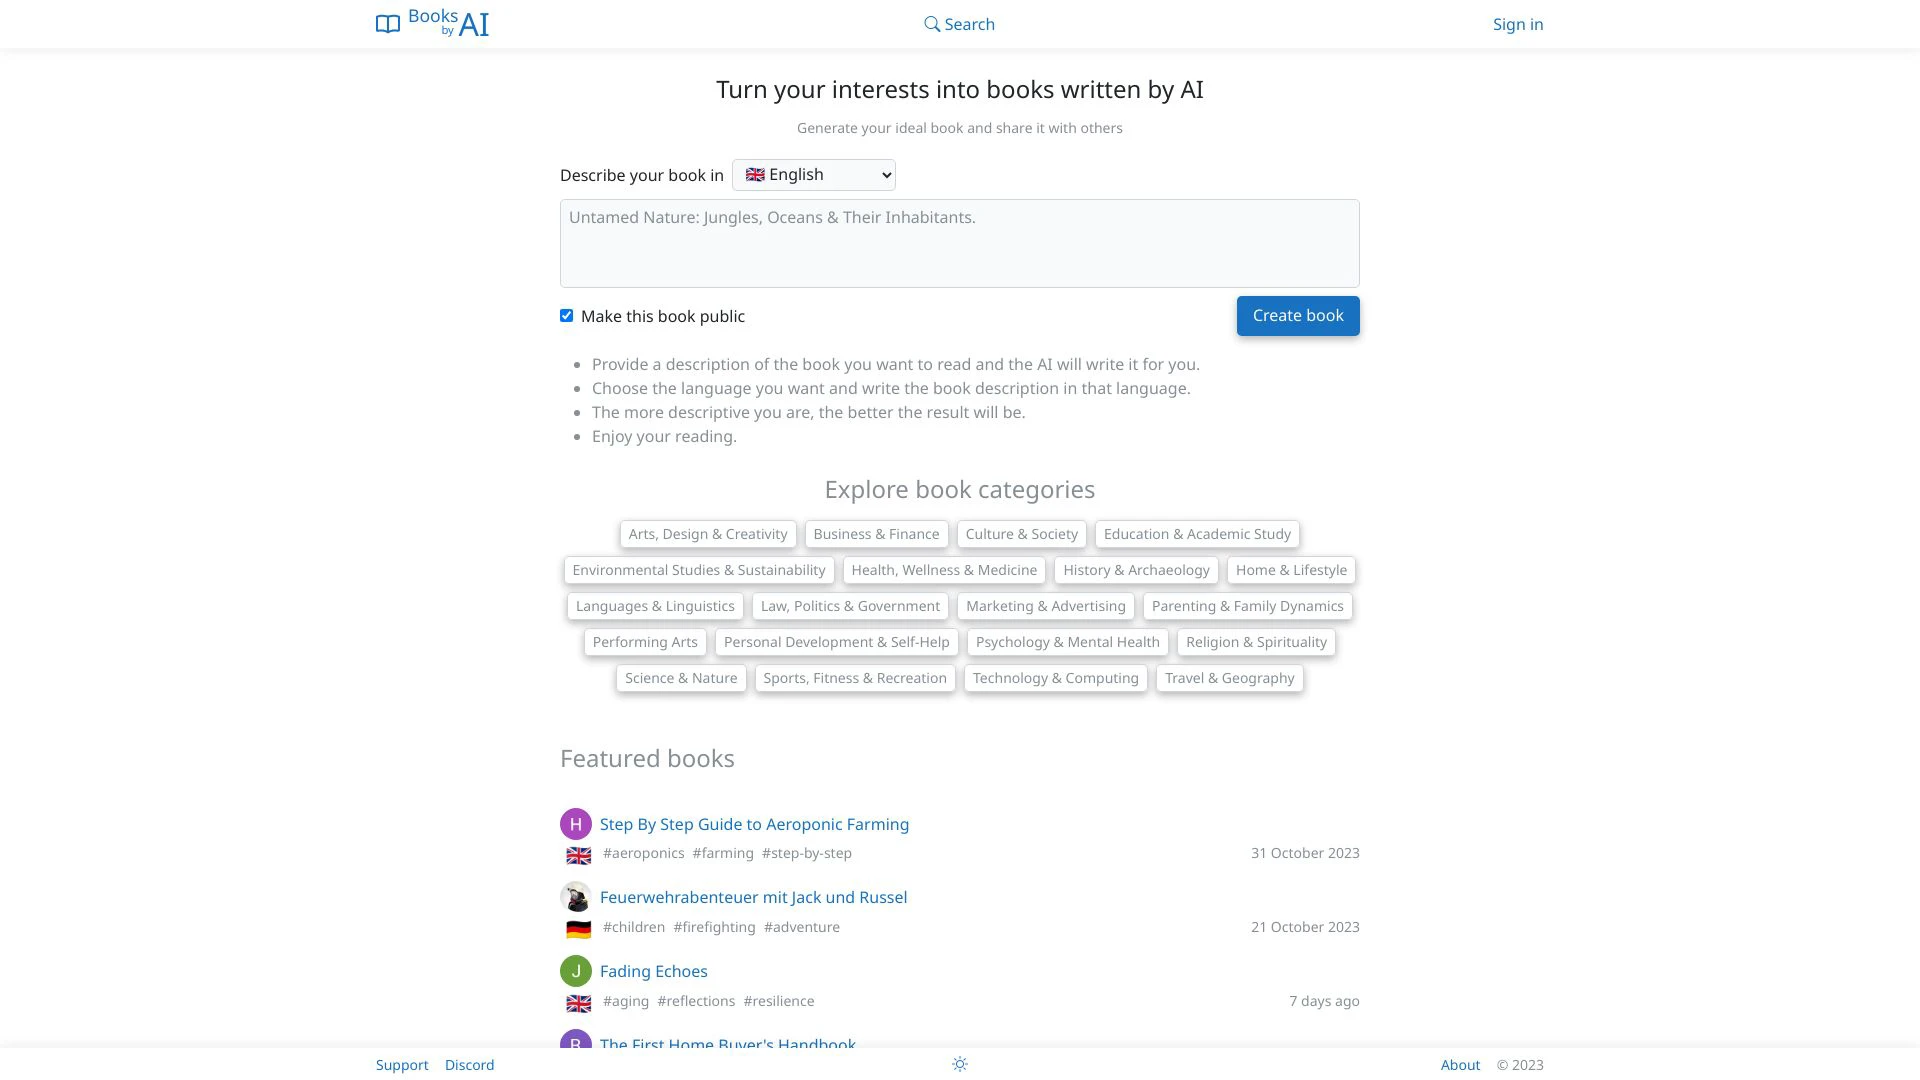 Books by AI
Search
Sign in
Turn your interests into books written by AI
Generate your ideal book and share it with others
Describe your book in English
Untamed Nature: Jungles, Oceans & Their Inhabitants.
Make this book public
Create book
Provide a description of the book you want to read and the AI will write it for you.
Choose the language you want and write the book description in that language.
The more descriptive you are, the better the result will be.
Enjoy your reading.
Explore book categories
Arts, Design & Creativity
Business & Finance
Culture & Society
Education & Academic Study
Environmental Studies & Sustainability
Health, Wellness & Medicine
History & Archaeology
Home & Lifestyle
Languages & Linguistics
Law, Politics & Government
Marketing & Advertising
Parenting & Family Dynamics
Performing Arts
Personal Development & Self-Help
Psychology & Mental Health
Religion & Spirituality
Science & Nature
Sports, Fitness & Recreation
Technology & Computing
Travel & Geography
Featured books
H
Step By Step Guide to Aeroponic Farming
#aeroponics #farming #step-by-step
31 October 2023
Feuerwehrabenteuer mit Jack und Russel
#children #firefighting #adventure
21 October 2023
J
Fading Echoes
#aging #reflections #resilience
7 days ago
The First Home Buyer's Handbook
Support
Discord
About
© 2023